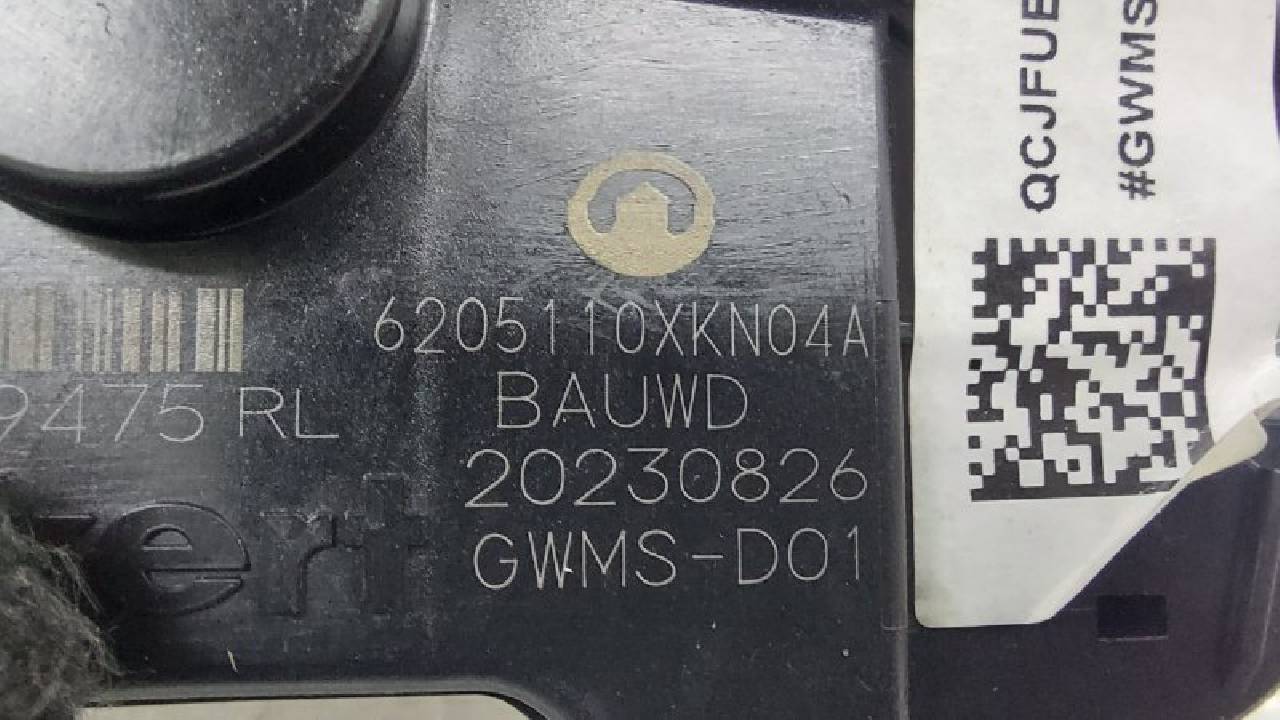 6205110XKN04A
9475 RL
BAUWD
20230826
GWMS-D01
QCJFUE
#GWMS